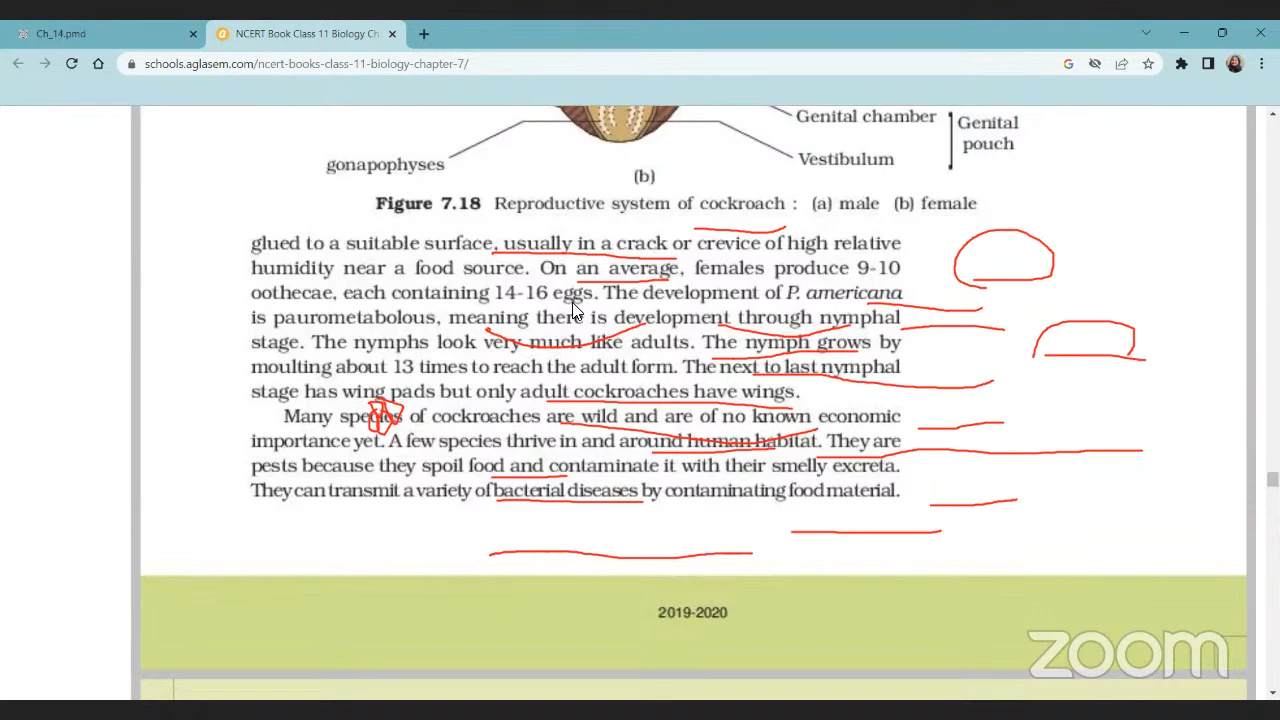 Ch_14.pmd
NCERT Book Class 11 Biology Ch
schools.aglasem.com/ncert-books-class-11-biology-chapter-7/
Genital chamber
Genital
pouch
gonapophyses
Vestibulum
(b)
Figure 7.18 Reproductive system of cockroach : (a) male (b) female
glued to a suitable surface, usually in a crack or crevice of high relative
humidity near a food source. On an average, females produce 9-10
oothecae, each containing 14-16 eggs. The development of P. americana
is paurometabolous, meaning there is development through nymphal
stage. The nymphs look very much like adults. The nymph grows by
moulting about 13 times to reach the adult form. The next to last nymphal
stage has wing pads but only adult cockroaches have wings.
Many species of cockroaches are wild and are of no known economic
importance yet. A few species thrive in and around human habitat. They are
pests because they spoil food and contaminate it with their smelly excreta.
They can transmit a variety of bacterial diseases by contaminating food material.
2019-2020
zoom